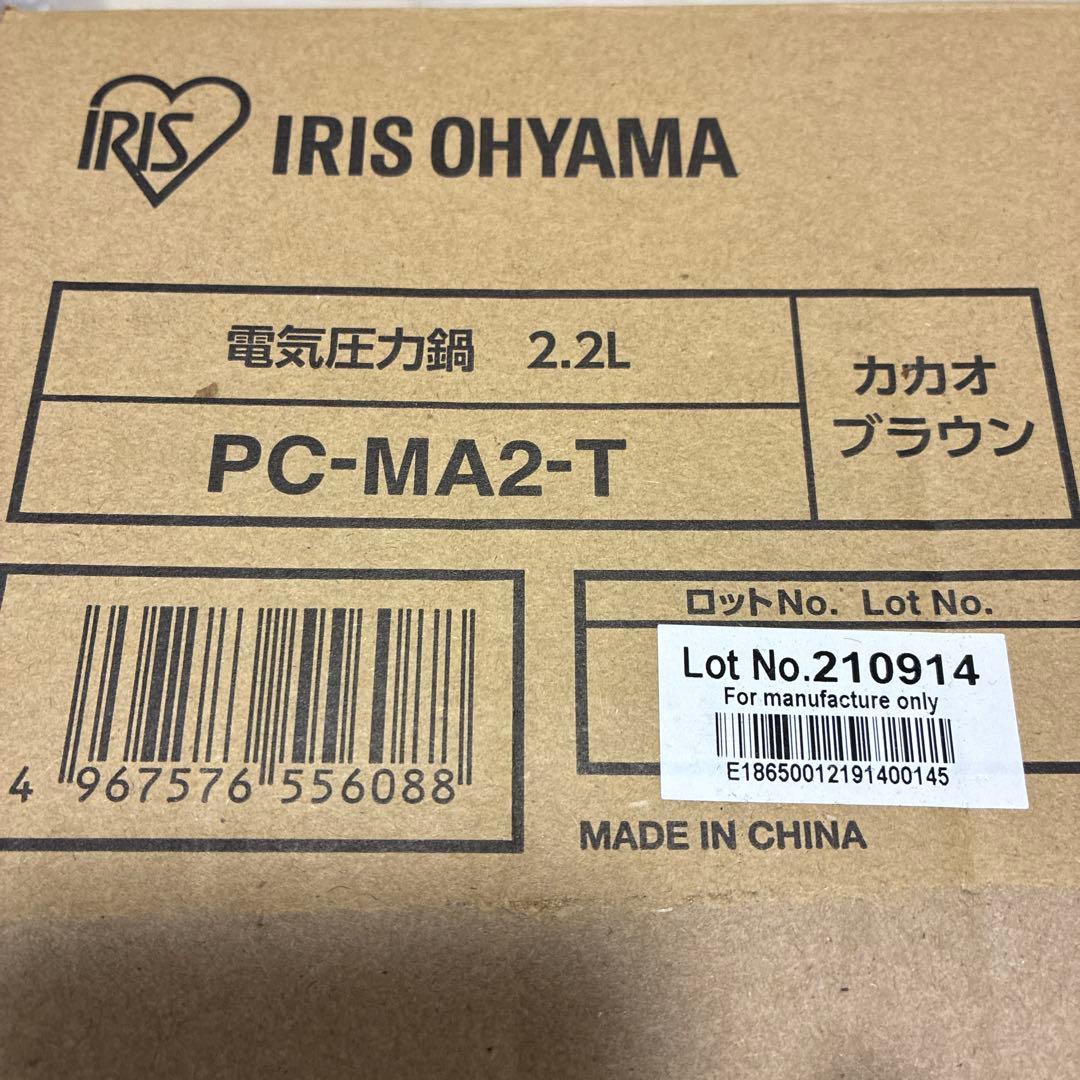 IRIS IRIS OHYAMA
電気圧力鍋 2.2L
PC-MA2-T
カカオ
ブラウン
4 967576 556088
ロットNo. Lot No.
Lot No.210914
For manufacture only
E18650012191400145
MADE IN CHINA